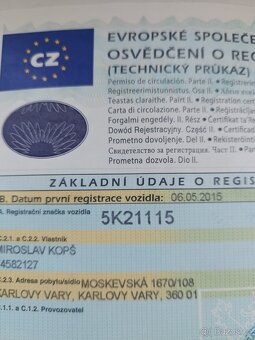 CZ
EVROPSKÉ SPOLEČE
OSVĚDČENÍ O RE
(TECHNICKÝ PRŮKAZ)
Permiso de circulación. Parte II.
Registreerimistunnistus. Osa II.
Teastas cláraithe. Páirt II.
Carta di circolazione. Parte II.
Forgalmi engedély. II. Rész
Dowód Rejestracyjny. Część II.
Prometno dovoljenje. Del II.
Свидетелство за регистрация. Част II.
Prometna dozvola. Dio II.
ZÁKLADNÍ ÚDAJE O REGIS
B. Datum první registrace vozidla: 06.05.2015
A. Registrační značka vozidla 5K21115
C.2.1. a C.2.2. Vlastník
MIROSLAV KOPŠ
4582127
C.2.3. Adresa pobytu/sídlo MOSKEVSKÁ 1670/108
KARLOVY VARY, KARLOVY VARY, 360 01
C.1.1. a C.1.2. Provozovatel